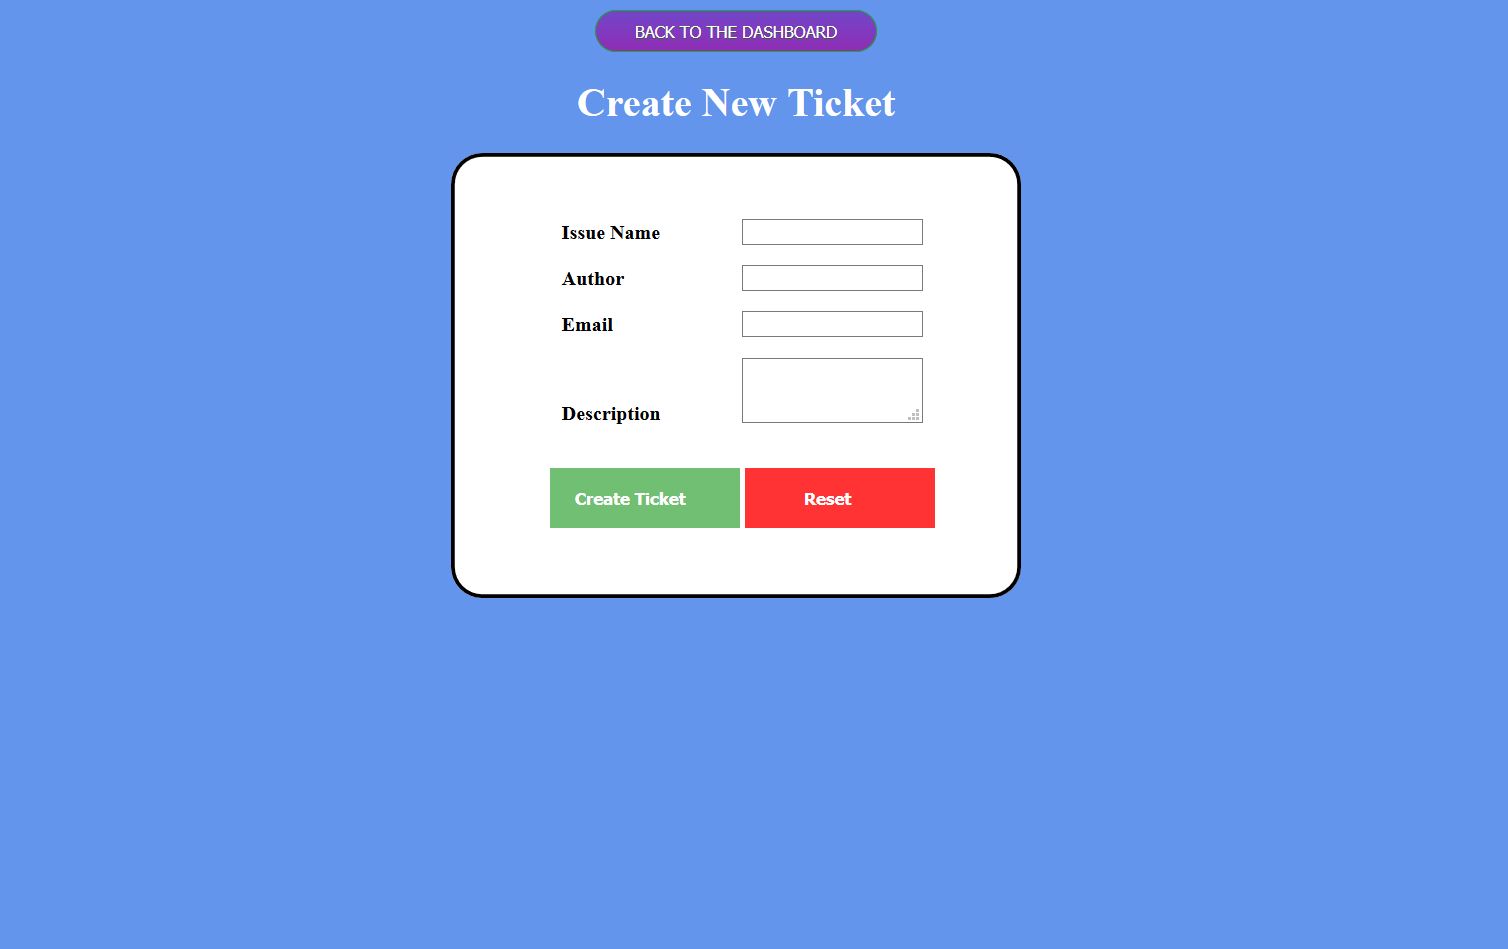 BACK TO THE DASHBOARD
Create New Ticket
Issue Name
Author
Email
Description
Create Ticket
Reset